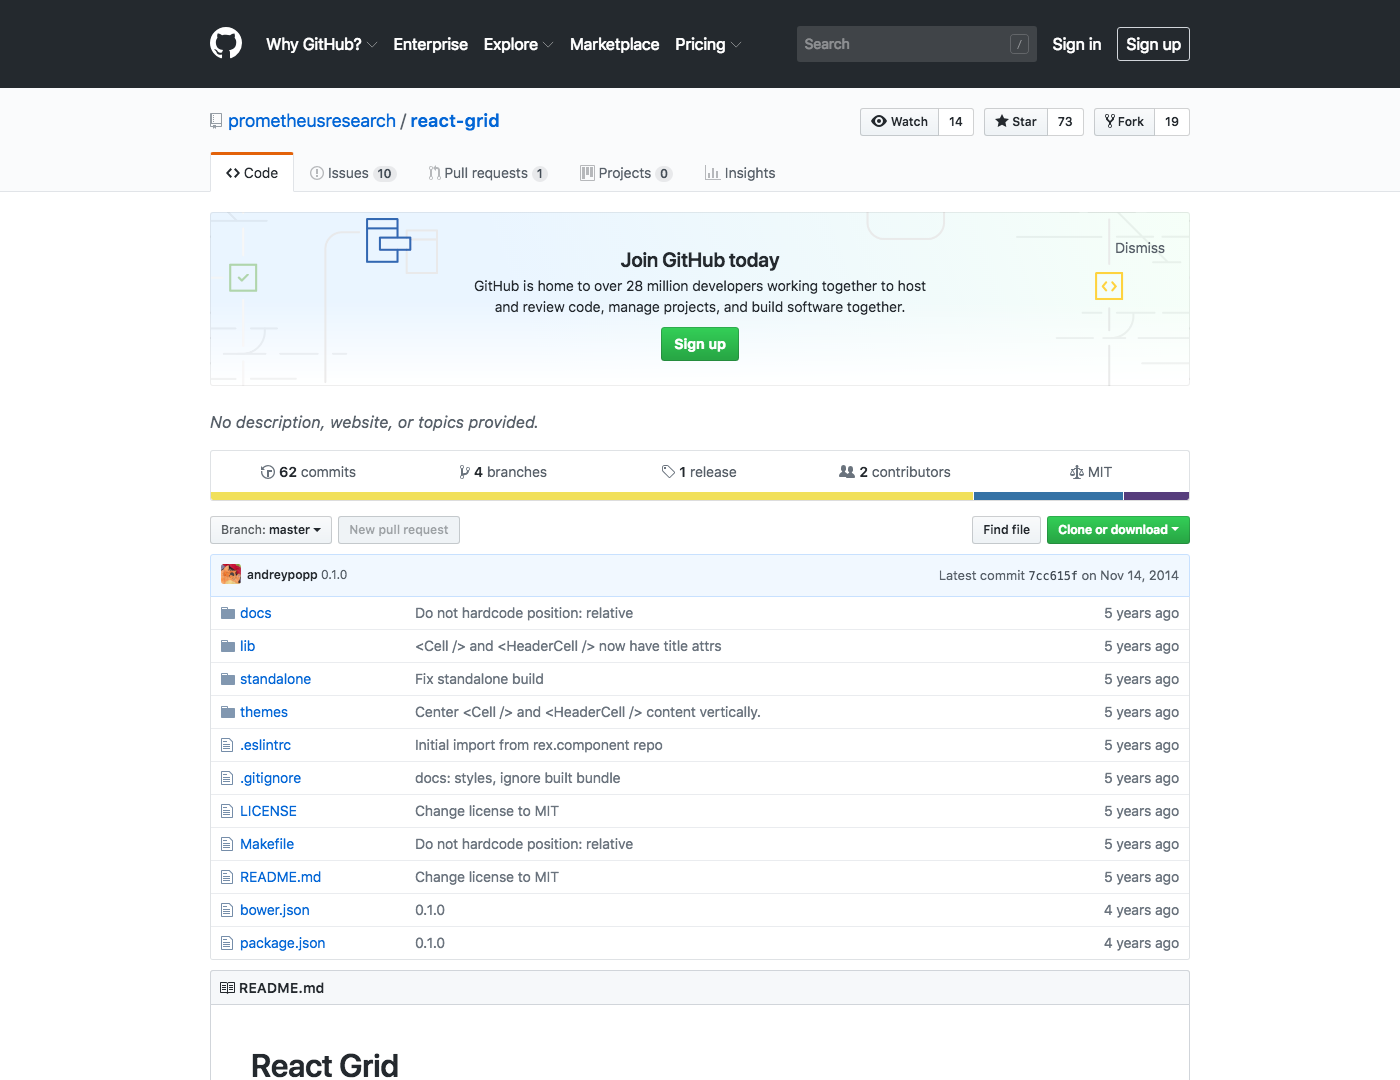 Why GitHub? Enterprise Explore Marketplace Pricing Search / Sign in Sign up
prometheusresearch / react-grid Watch 14 Star 73 Fork 19
Code Issues 10 Pull requests 1 Projects 0 Insights
Dismiss
Join GitHub today
GitHub is home to over 28 million developers working together to host
and review code, manage projects, and build software together.
Sign up
No description, website, or topics provided.
62 commits 4 branches 1 release 2 contributors MIT
Branch: master New pull request Find file Clone or download
andreypopp 0.1.0 Latest commit 7cc615f on Nov 14, 2014
docs Do not hardcode position: relative 5 years ago
lib <Cell /> and <HeaderCell /> now have title attrs 5 years ago
standalone Fix standalone build 5 years ago
themes Center <Cell /> and <HeaderCell /> content vertically. 5 years ago
.eslintrc Initial import from rex.component repo 5 years ago
.gitignore docs: styles, ignore built bundle 5 years ago
LICENSE Change license to MIT 5 years ago
Makefile Do not hardcode position: relative 5 years ago
README.md Change license to MIT 5 years ago
bower.json 0.1.0 4 years ago
package.json 0.1.0 4 years ago
README.md
React Grid